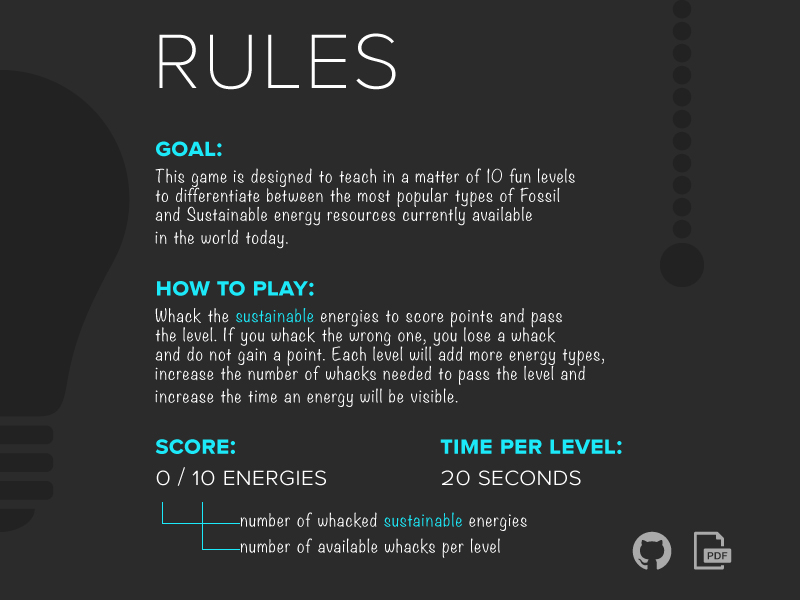 RULES
GOAL:
This game is designed to teach in a matter of 10 fun levels
to differentiate between the most popular types of Fossil
and Sustainable energy resources currently available
in the world today.
HOW TO PLAY:
Whack the sustainable energies to score points and pass
the level. If you whack the wrong one, you lose a whack
and do not gain a point. Each level will add more energy types,
increase the number of whacks needed to pass the level and
increase the time an energy will be visible.
SCORE:
0 / 10 ENERGIES
number of whacked sustainable energies
number of available whacks per level
TIME PER LEVEL:
20 SECONDS
PDF